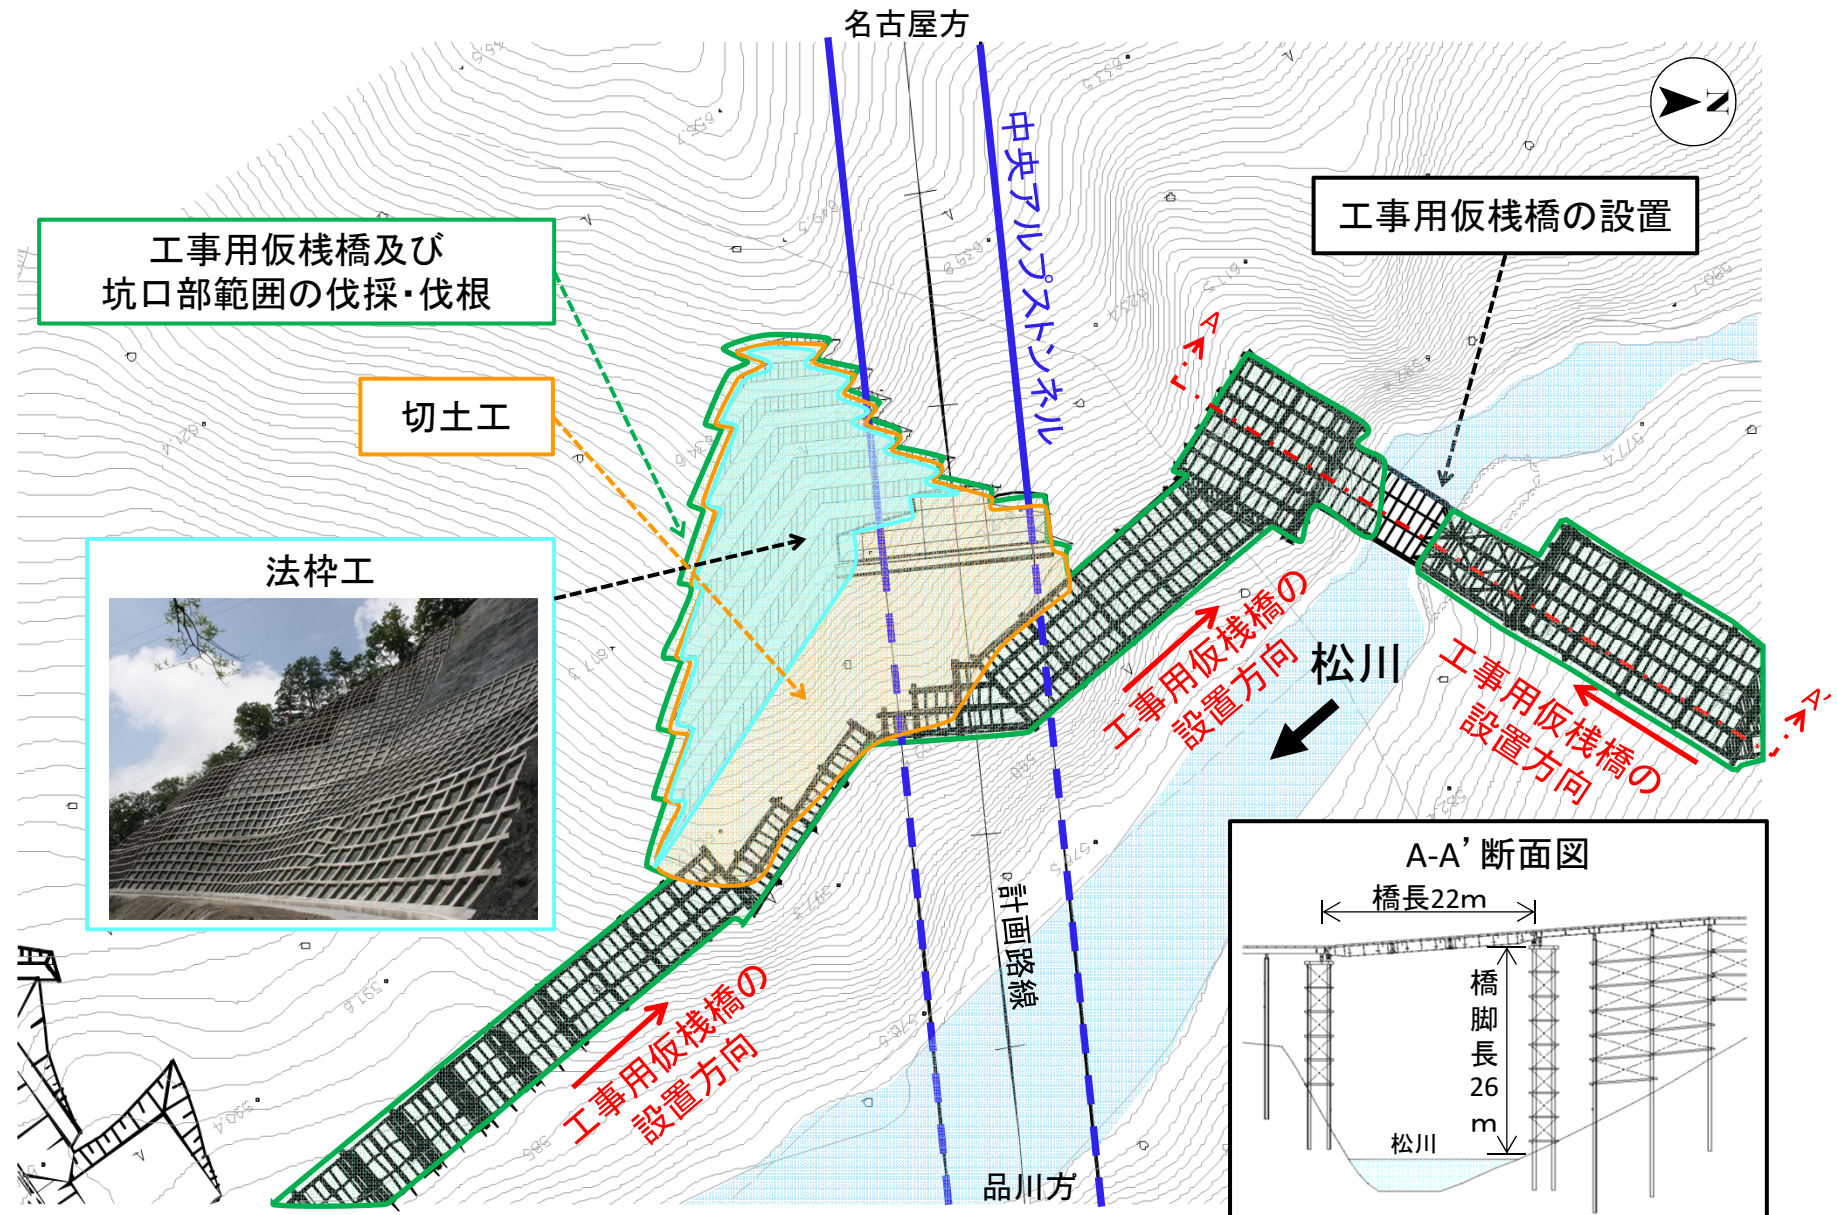 名古屋方
N
中央アルプストンネル
工事用仮桟橋の設置
工事用仮桟橋及び
坑口部範囲の伐採・伐根
切土工
法枠工
A
A'
工事用仮桟橋の
設置方向
松川
工事用仮桟橋の
設置方向
工事用仮桟橋の
設置方向
計画路線
品川方
A-A’断面図
橋長22m
橋脚長26m
松川